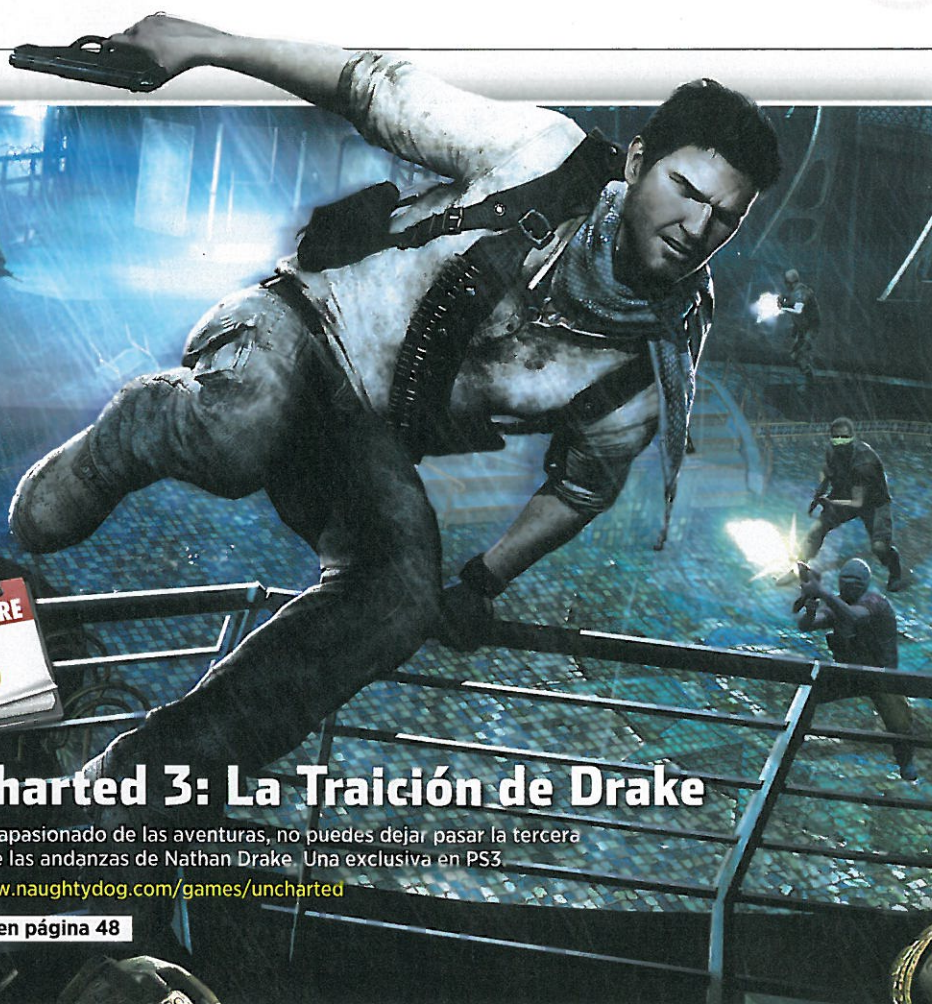 RE
harted 3: La Traición de Drake
apasionado de las aventuras, no puedes dejar pasar la tercera
e las andanzas de Nathan Drake. Una exclusiva en PS3.
w.naughtydog.com/games/uncharted
en página 48